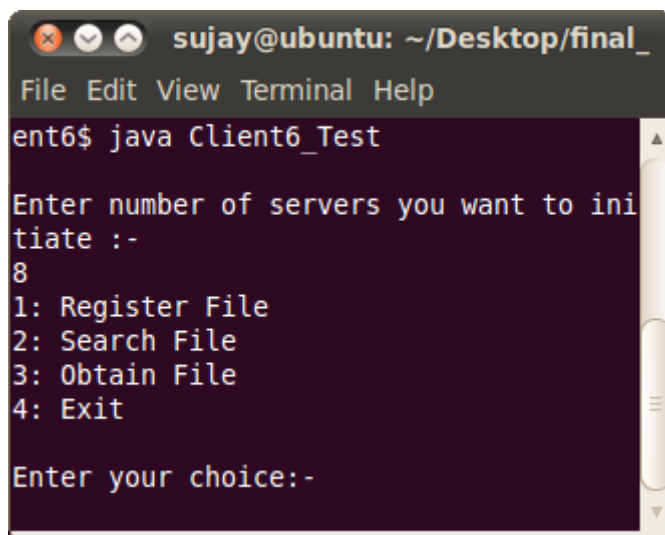 sujay@ubuntu: ~/Desktop/final_
File Edit View Terminal Help
ent6$ java Client6_Test
Enter number of servers you want to ini
tiate :-
8
1: Register File
2: Search File
3: Obtain File
4: Exit
Enter your choice:-